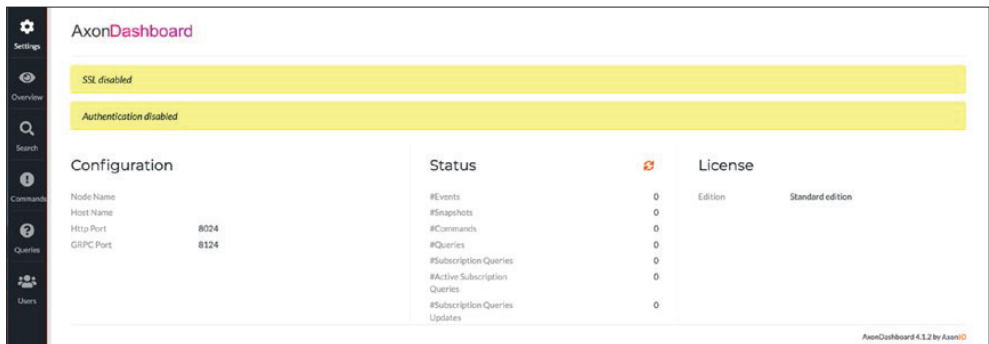 AxonDashboard
Settings
SSL disabled
Overview
Authentication disabled
Search
Configuration
Status
License
Commands
Node Name
#Events 0
Edition Standard edition
Host Name
#Snapshots 0
Http Port 8024
#Commands 0
GRPC Port 8124
#Queries 0
Queries
#Subscription Queries 0
#Active Subscription 0
Queries
Users
#Subscription Queries 0
Updates
AxonDashboard 4.1.2 by AxonIQ